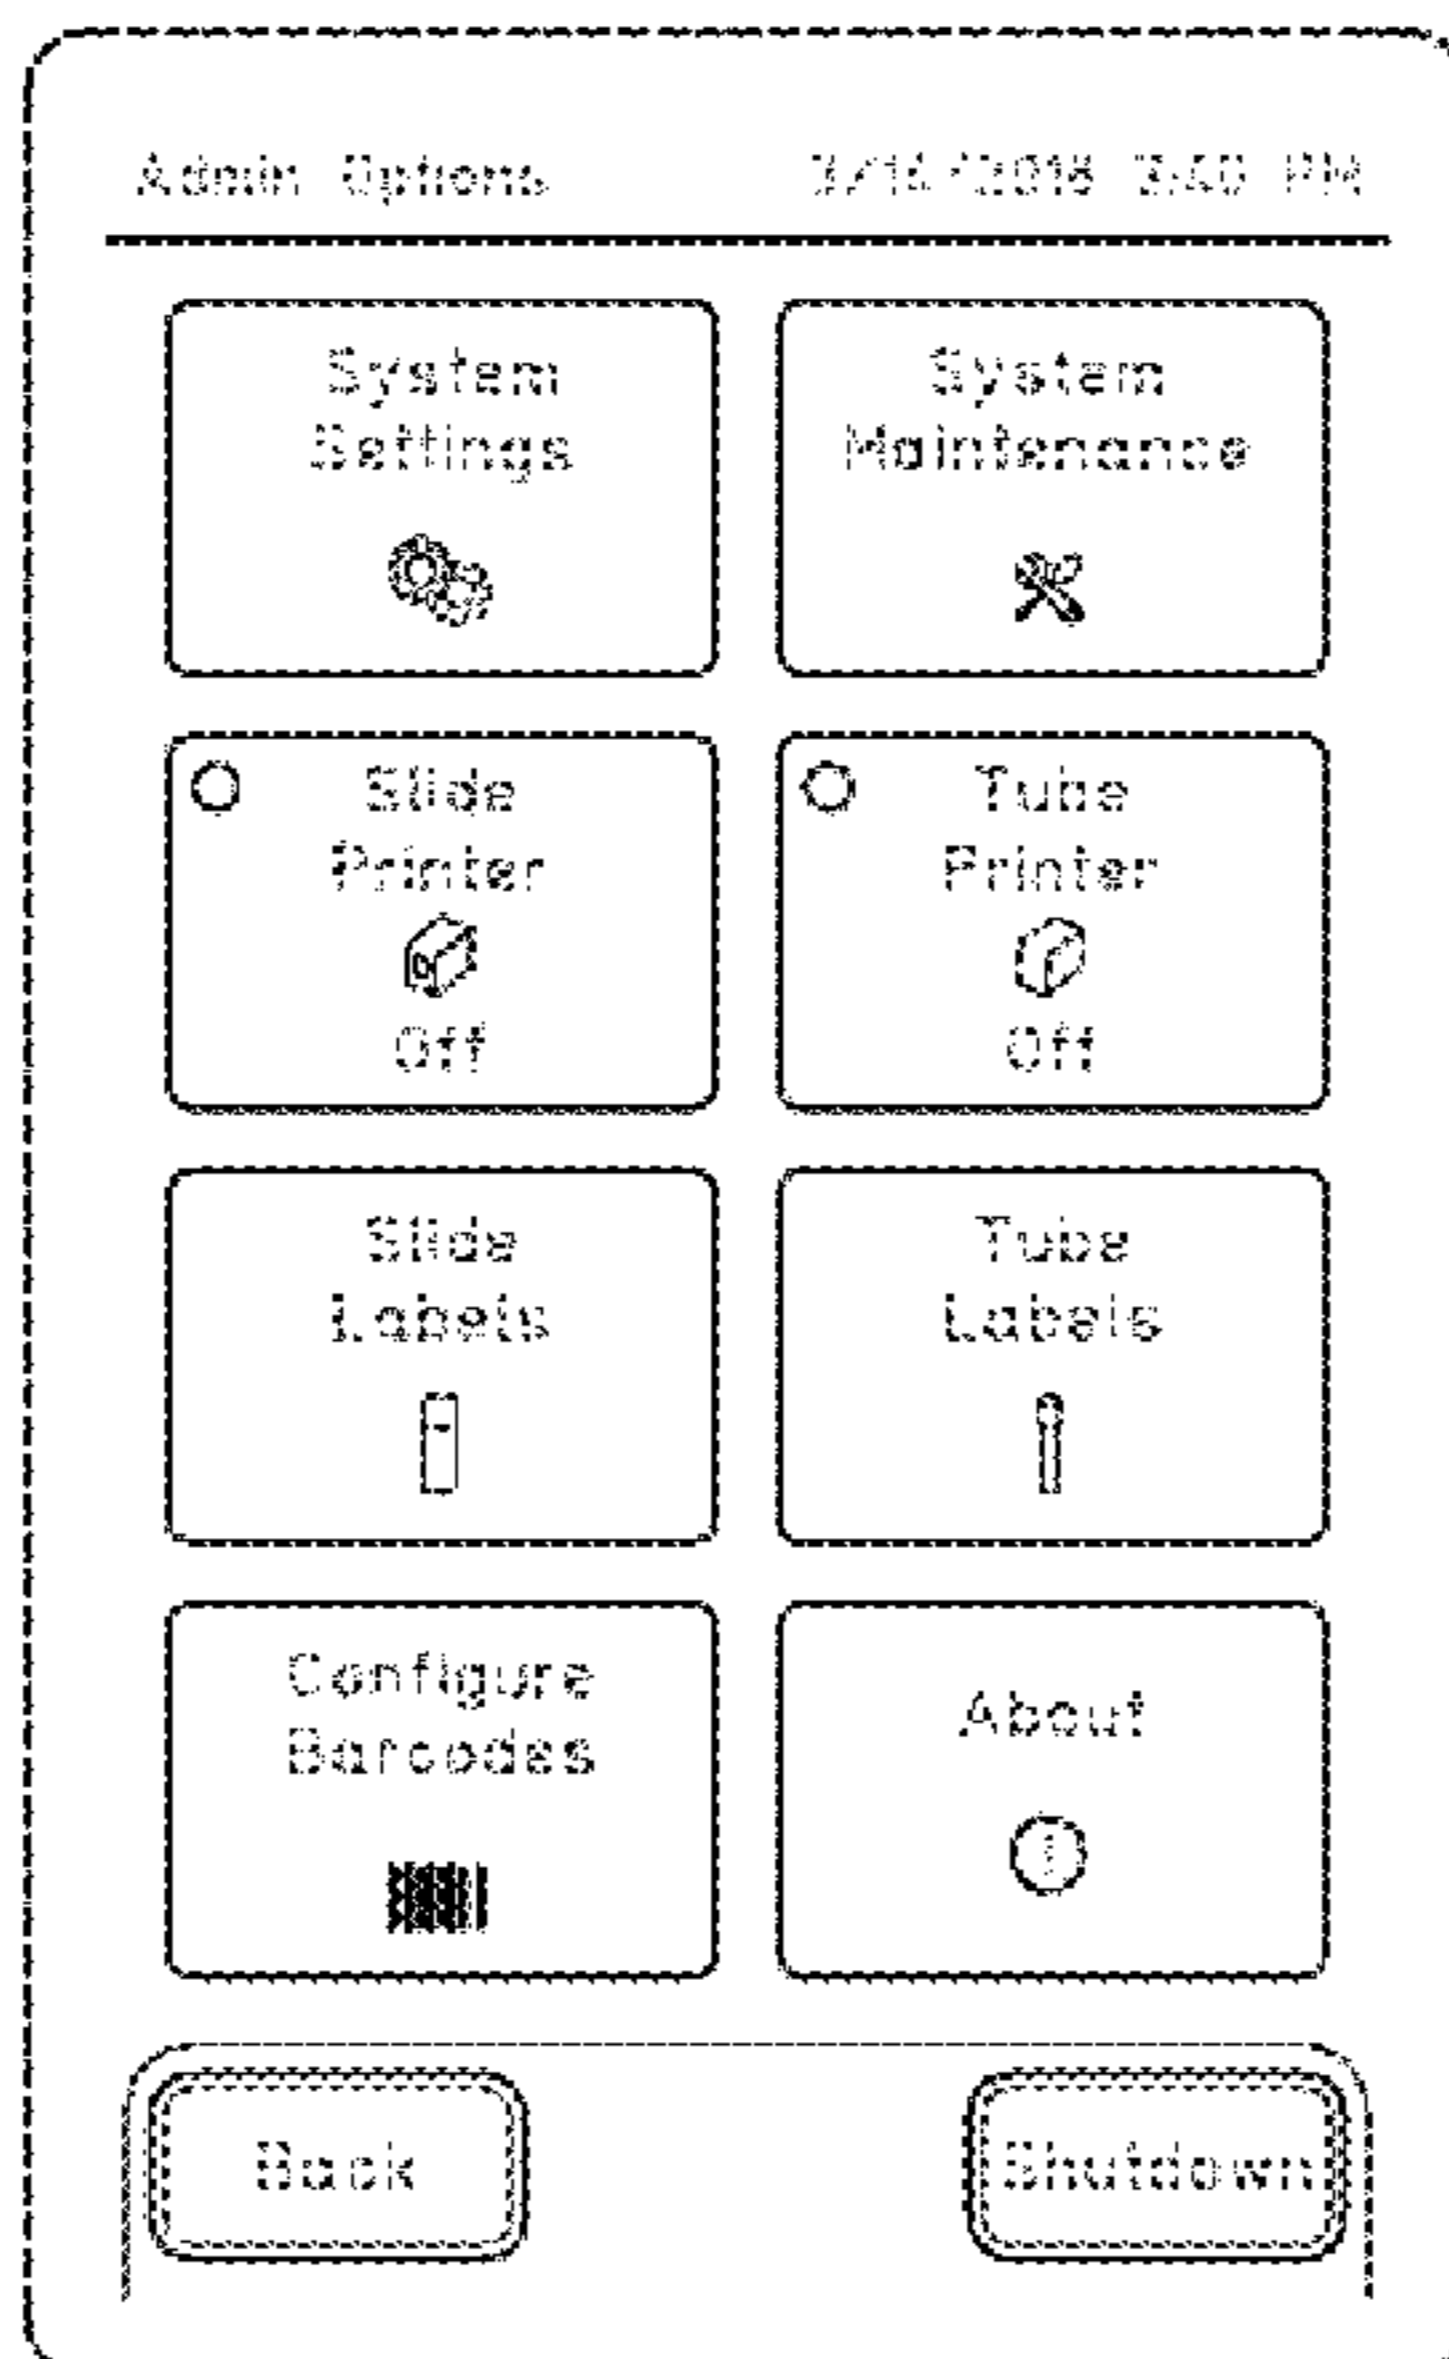 Admin Options
PM
System
Settings
System
Maintenance
Slide
Printer
Off
Tube
Printer
Off
Slide
Labels
Tube
Labels
Configure
Barcodes
About
Back
Shutdown